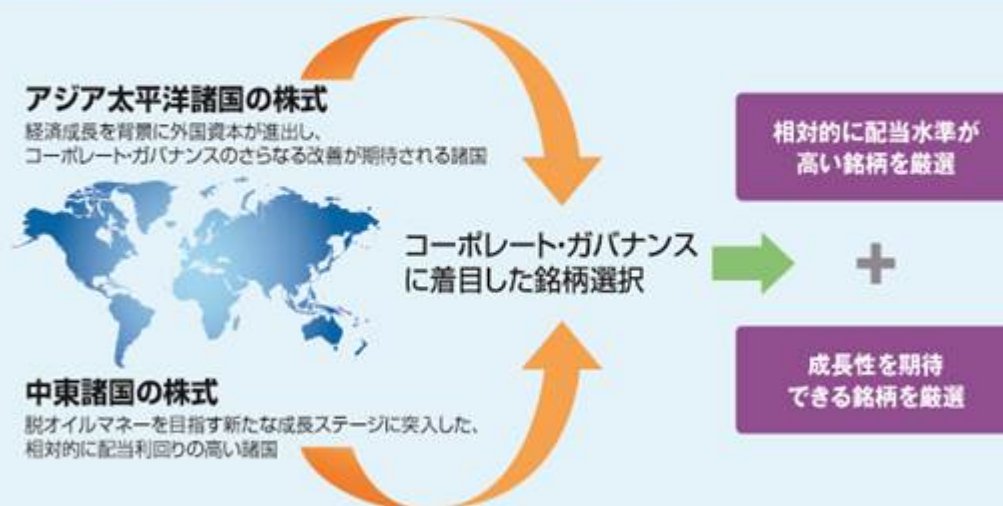 アジア太平洋諸国の株式
経済成長を背景に外国資本が進出し、
コーポレート・ガバナンスのさらなる改善が期待される諸国
コーポレート・ガバナンス
に着目した銘柄選択
中東諸国の株式
脱オイルマネーを目指す新たな成長ステージに突入した、
相対的に配当利回りの高い諸国
相対的に配当水準が
高い銘柄を厳選
+
成長性を期待
できる銘柄を厳選